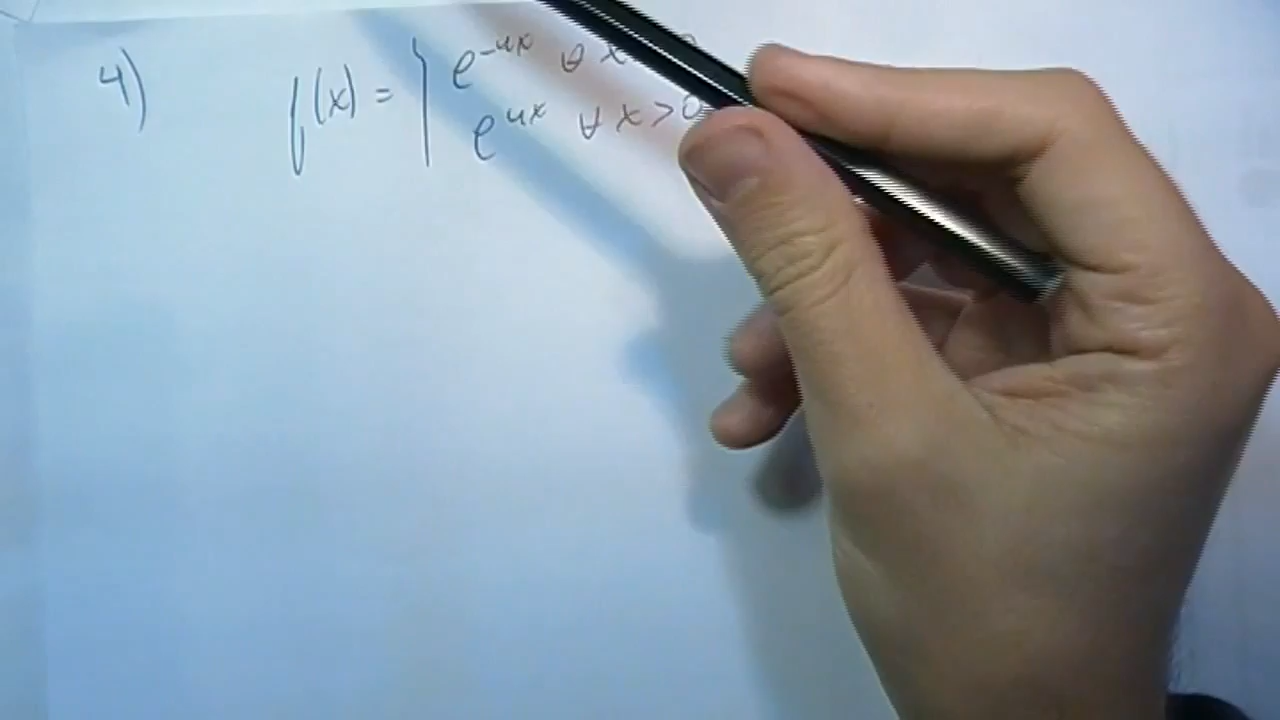 4) f(x) = { e^{-4x} ∀ x
e^{4x} ∀ x > 0